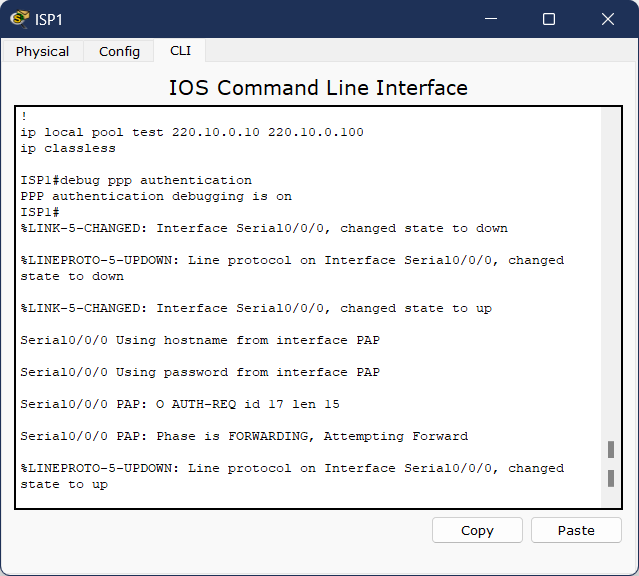 ISP1
Physical Config CLI
IOS Command Line Interface
!
ip local pool test 220.10.0.10 220.10.0.100
ip classless
ISP1#debug ppp authentication
PPP authentication debugging is on
ISP1#
%LINK-5-CHANGED: Interface Serial0/0/0, changed state to down
%LINEPROTO-5-UPDOWN: Line protocol on Interface Serial0/0/0, changed
state to down
%LINK-5-CHANGED: Interface Serial0/0/0, changed state to up
Serial0/0/0 Using hostname from interface PAP
Serial0/0/0 Using password from interface PAP
Serial0/0/0 PAP: O AUTH-REQ id 17 len 15
Serial0/0/0 PAP: Phase is FORWARDING, Attempting Forward
%LINEPROTO-5-UPDOWN: Line protocol on Interface Serial0/0/0, changed
state to up
Copy Paste